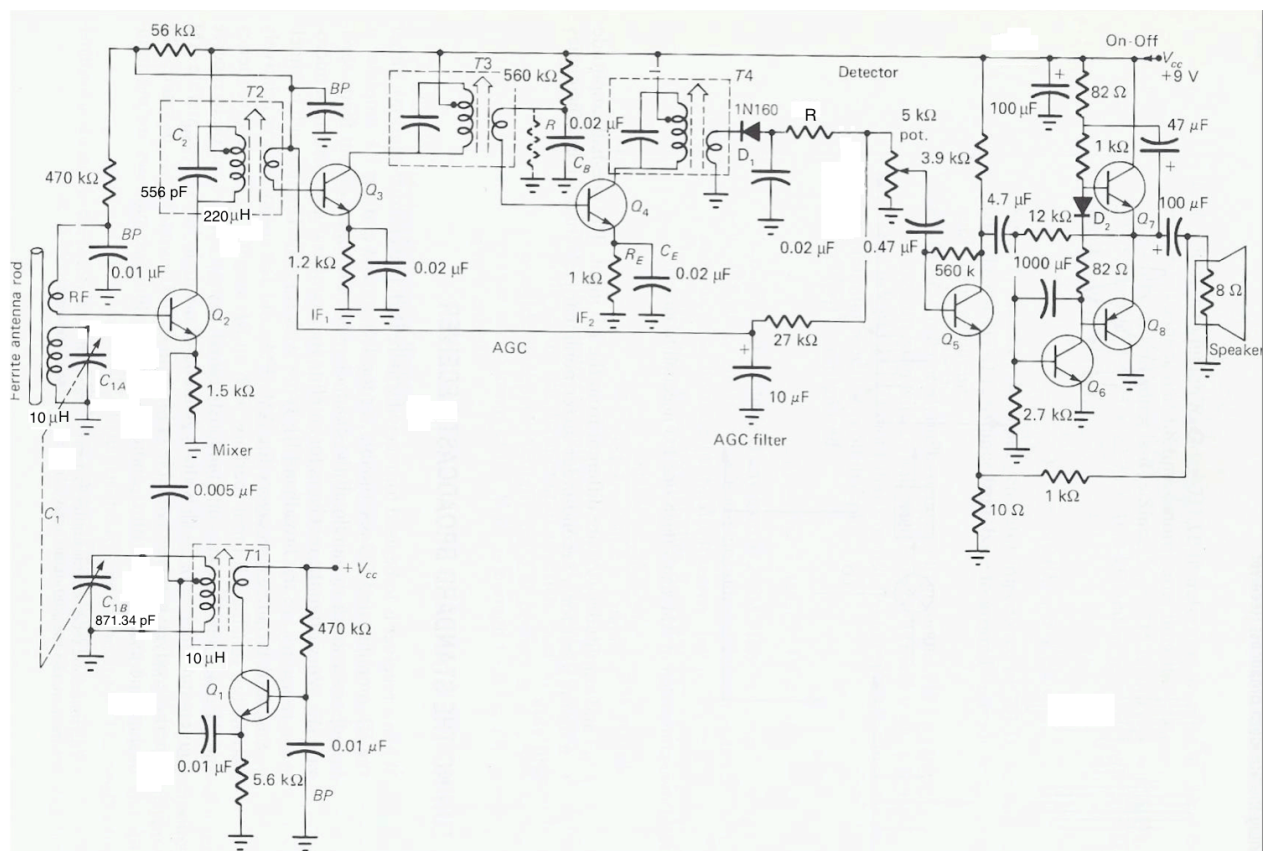 56 kΩ
On-Off
Vcc
+9 V
T3
560 kΩ
T4
Detector
BP
T2
C2
R
0.02 μF
CB
1N160
D1
R
5 kΩ
pot.
100 μF
82 Ω
47 μF
1 kΩ
3.9 kΩ
470 kΩ
556 pF
220μH
Q3
Q4
4.7 μF
12 kΩ
D2
Q7
100 μF
BP
0.01 μF
1.2 kΩ
0.02 μF
RE
CE
1 kΩ
0.02 μF
0.02 μF
0.47 μF
560 k
1000 μF
82 Ω
8 Ω
Ferrite antenna rod
RF
Q2
IF1
IF2
Q5
Q8
Speaker
AGC
27 kΩ
Q6
C1A
10 μH
1.5 kΩ
10 μF
2.7 kΩ
Mixer
AGC filter
0.005 μF
1 kΩ
10 Ω
C1
T1
+Vcc
C1B
871.34 pF
470 kΩ
10 μH
Q1
0.01 μF
0.01 μF
5.6 kΩ
BP